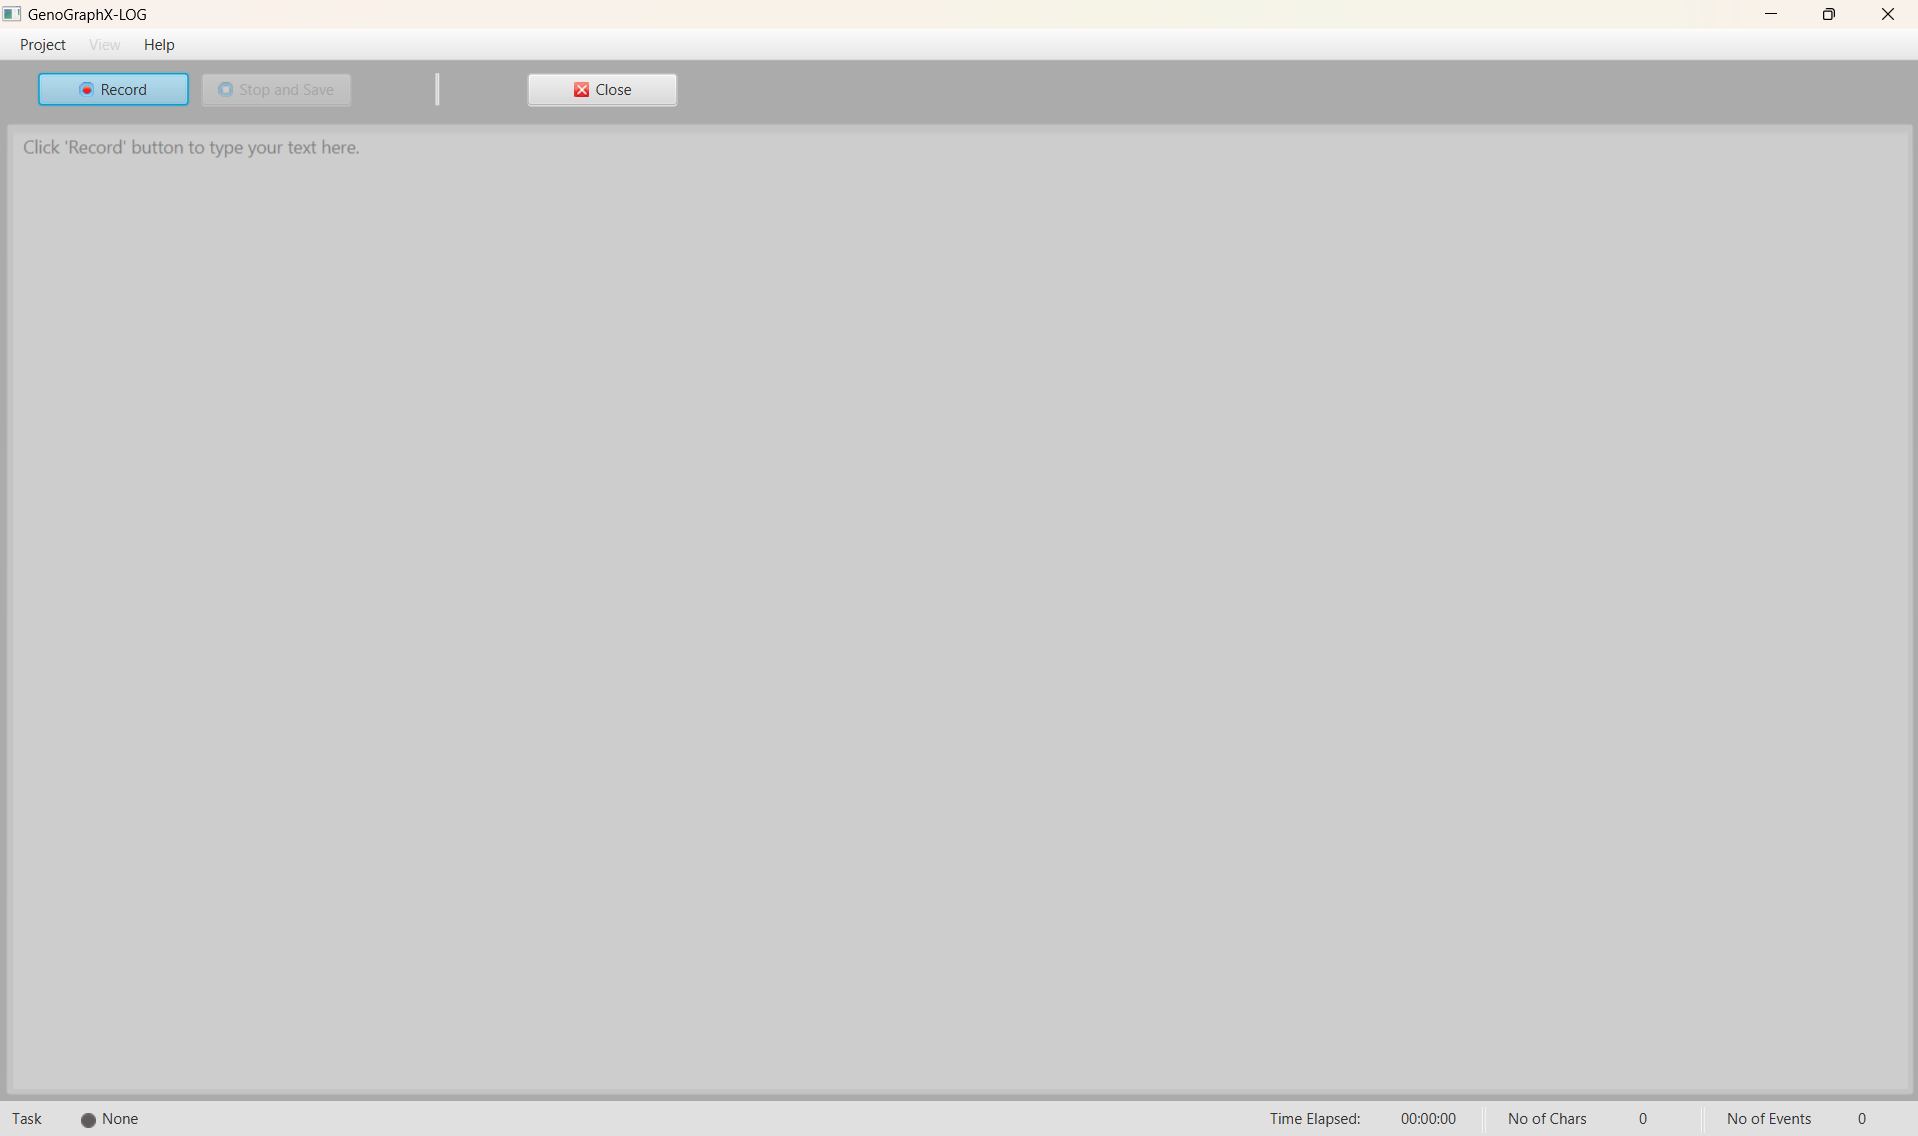 GenoGraphX-LOG
Project View Help
Record Stop and Save Close
Click 'Record' button to type your text here.
Task None Time Elapsed: 00:00:00 No of Chars 0 No of Events 0